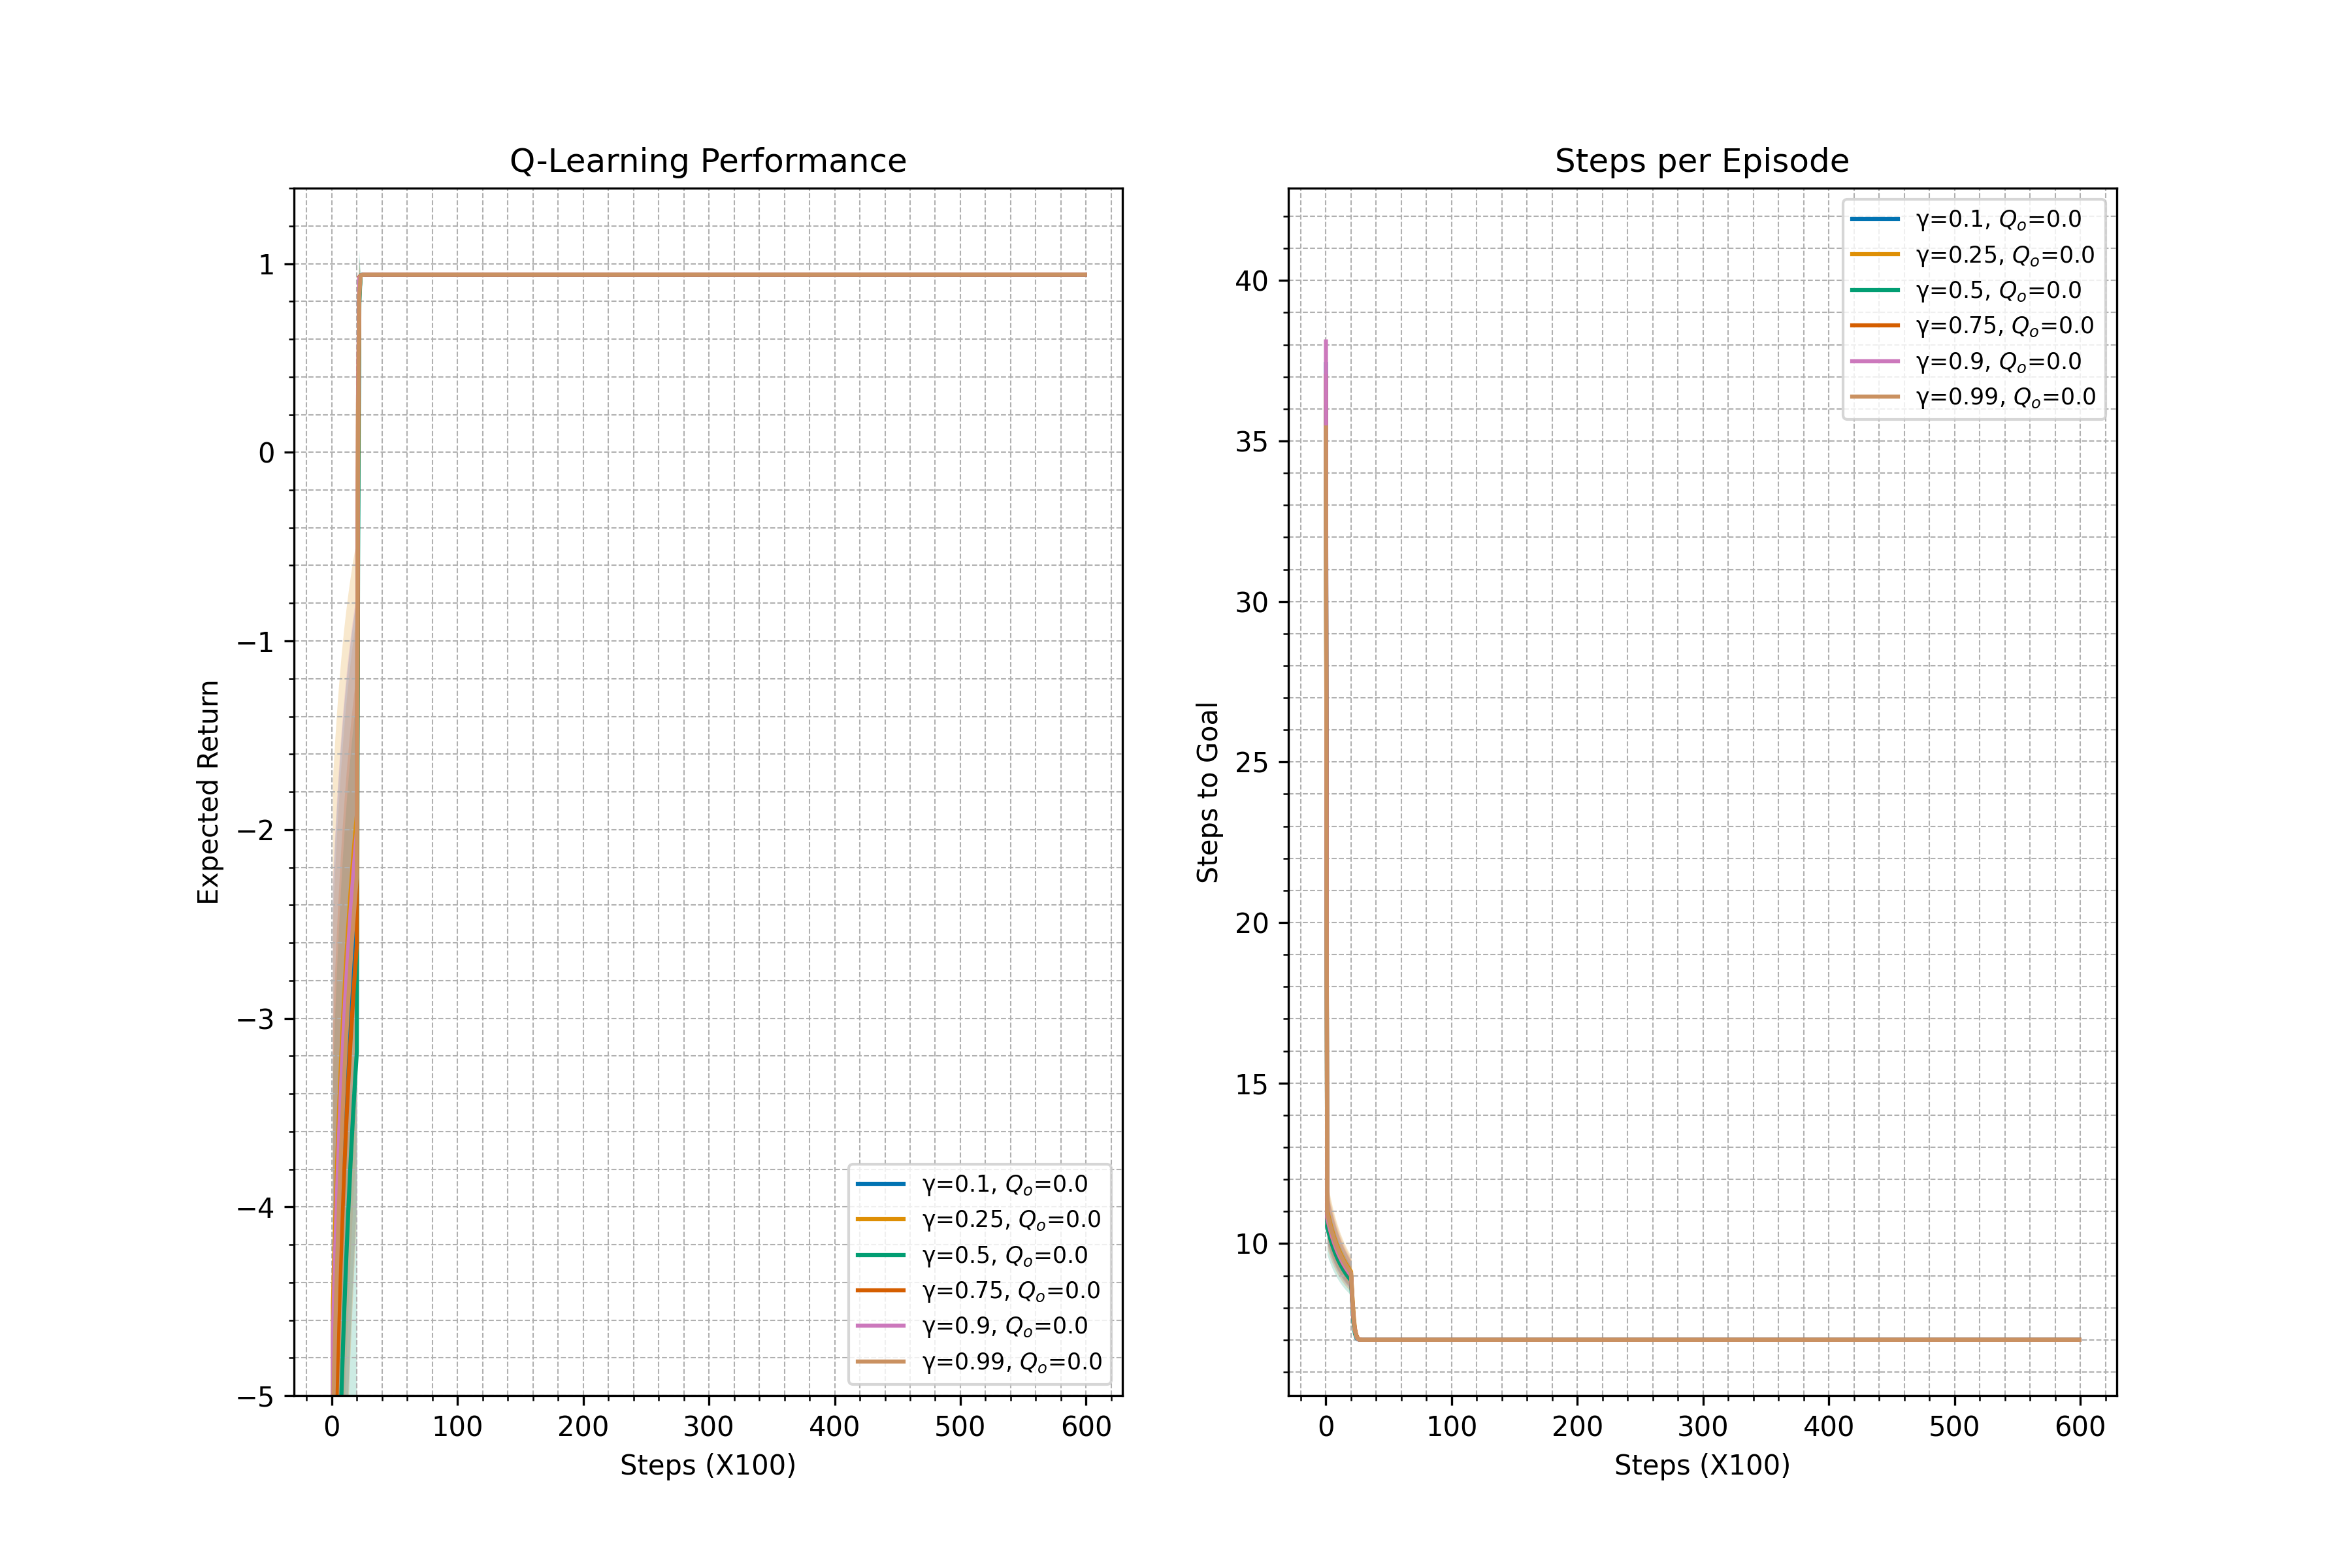 Q-Learning Performance
1
0
−1
−2
−3
−4
−5
Expected Return
0 100 200 300 400 500 600
Steps (X100)
γ=0.1, Qo=0.0
γ=0.25, Qo=0.0
γ=0.5, Qo=0.0
γ=0.75, Qo=0.0
γ=0.9, Qo=0.0
γ=0.99, Qo=0.0
Steps per Episode
40
35
30
25
20
15
10
Steps to Goal
0 100 200 300 400 500 600
Steps (X100)
γ=0.1, Qo=0.0
γ=0.25, Qo=0.0
γ=0.5, Qo=0.0
γ=0.75, Qo=0.0
γ=0.9, Qo=0.0
γ=0.99, Qo=0.0